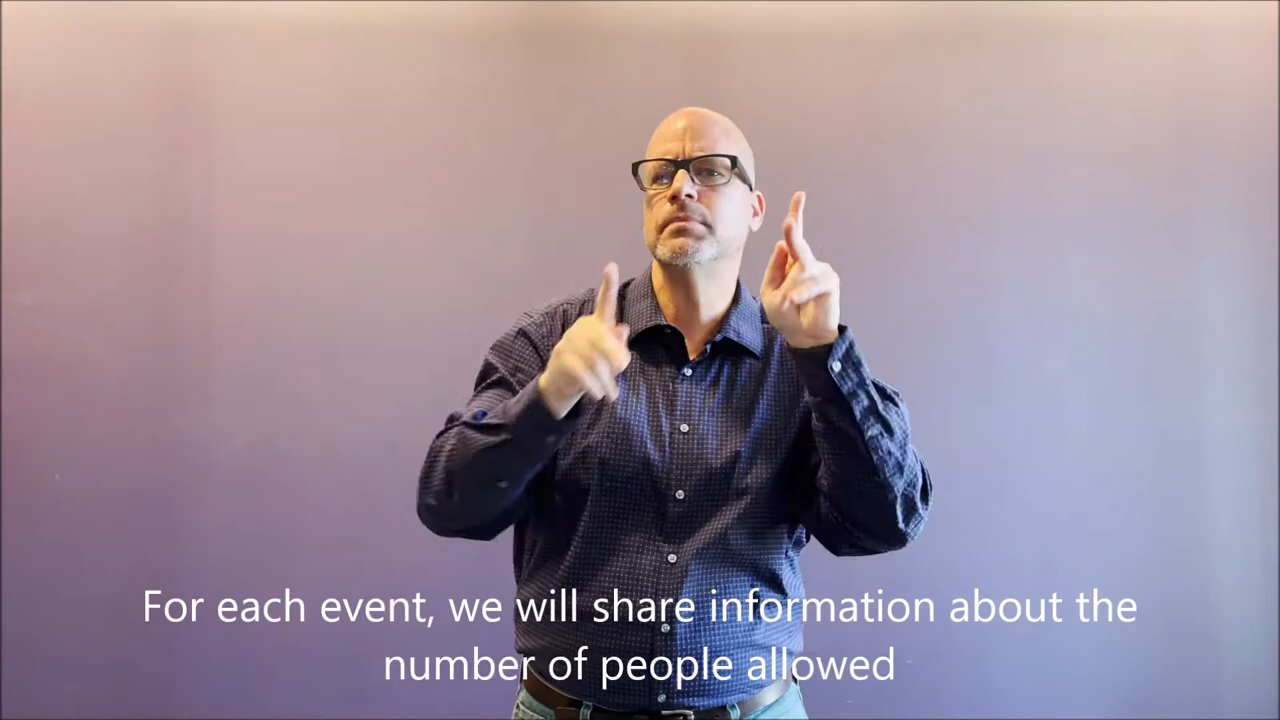 For each event, we will share information about the
number of people allowed